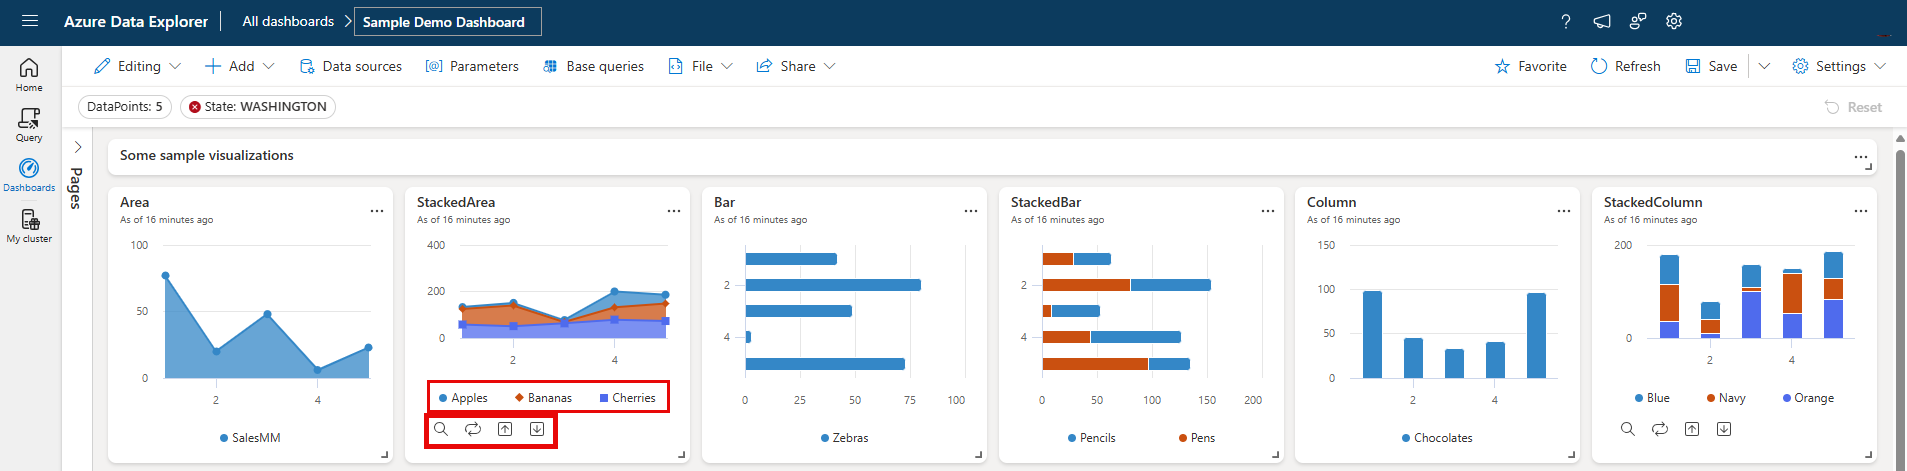 Azure Data Explorer
All dashboards
Sample Demo Dashboard
Editing
Add
Data sources
Parameters
Base queries
File
Share
Favorite
Refresh
Save
Settings
Home
Query
Dashboards
My cluster
DataPoints: 5
State: WASHINGTON
Reset
Pages
Some sample visualizations
Area
As of 16 minutes ago
100
50
0
2 4
SalesMM
StackedArea
As of 16 minutes ago
400
200
0
2 4
Apples Bananas Cherries
Bar
As of 16 minutes ago
2
4
0 25 50 75 100
Zebras
StackedBar
As of 16 minutes ago
2
4
0 50 100 150 200
Pencils Pens
Column
As of 16 minutes ago
150
100
50
0
2 4
Chocolates
StackedColumn
As of 16 minutes ago
200
0
2 4
Blue Navy Orange